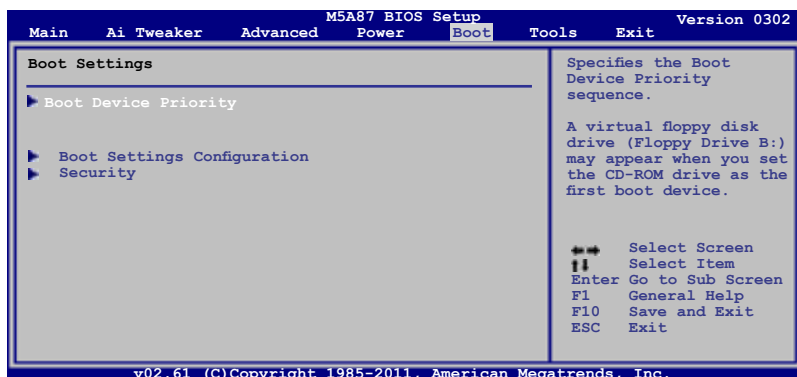 M5A87 BIOS Setup Version 0302
Main Ai Tweaker Advanced Power Boot Tools Exit
Boot Settings
Boot Device Priority
Boot Settings Configuration
Security
Specifies the Boot
Device Priority
sequence.
A virtual floppy disk
drive (Floppy Drive B:)
may appear when you set
the CD-ROM drive as the
first boot device.
Select Screen
Select Item
Enter Go to Sub Screen
F1 General Help
F10 Save and Exit
ESC Exit
v02.61 (C)Copyright 1985-2011, American Megatrends, Inc.